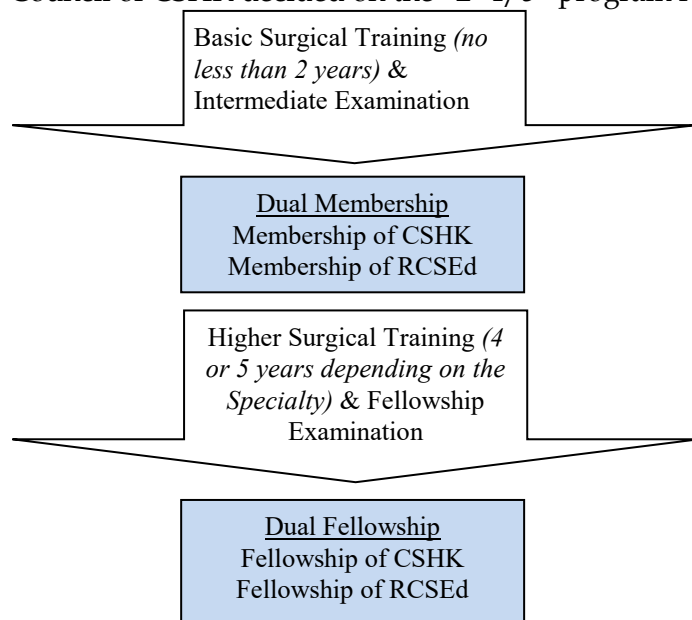 Basic Surgical Training (no
less than 2 years) &
Intermediate Examination
Dual Membership
Membership of CSHK
Membership of RCSEd
Higher Surgical Training (4
or 5 years depending on the
Specialty) & Fellowship
Examination
Dual Fellowship
Fellowship of CSHK
Fellowship of RCSEd